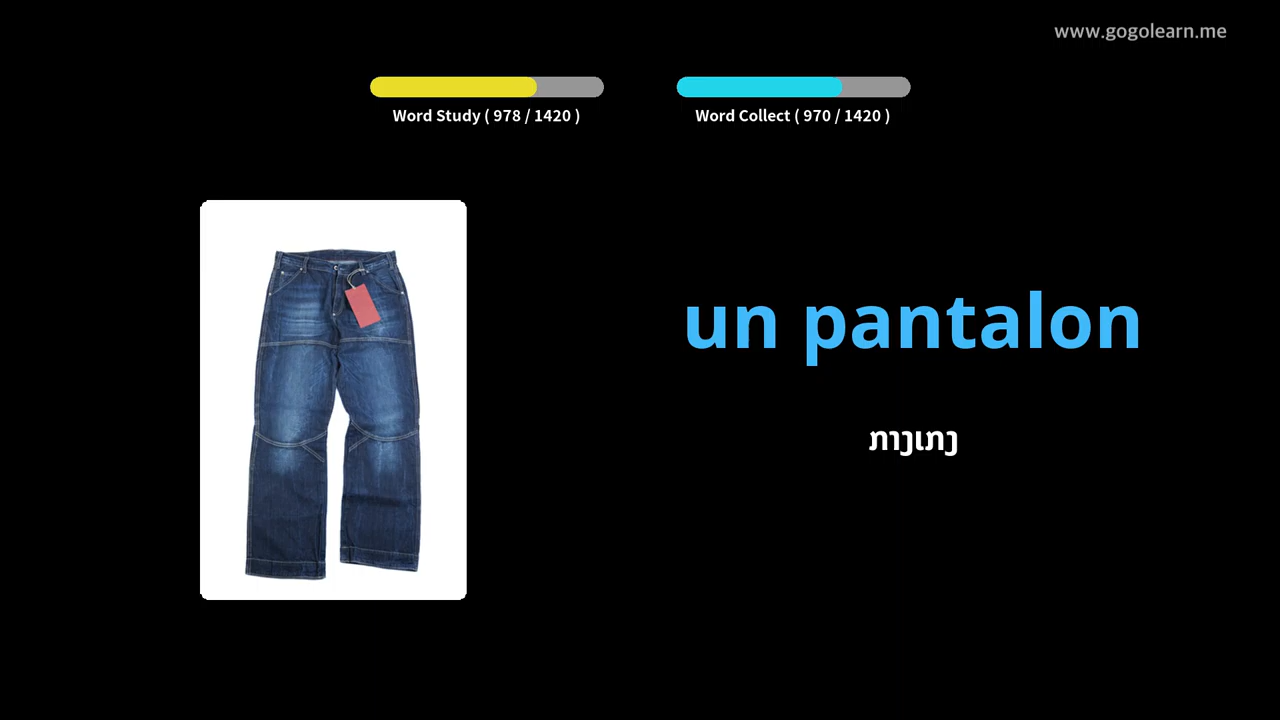 www.gogolearn.me
Word Study ( 978 / 1420 )
Word Collect ( 970 / 1420 )
un pantalon
ກາງເກງ